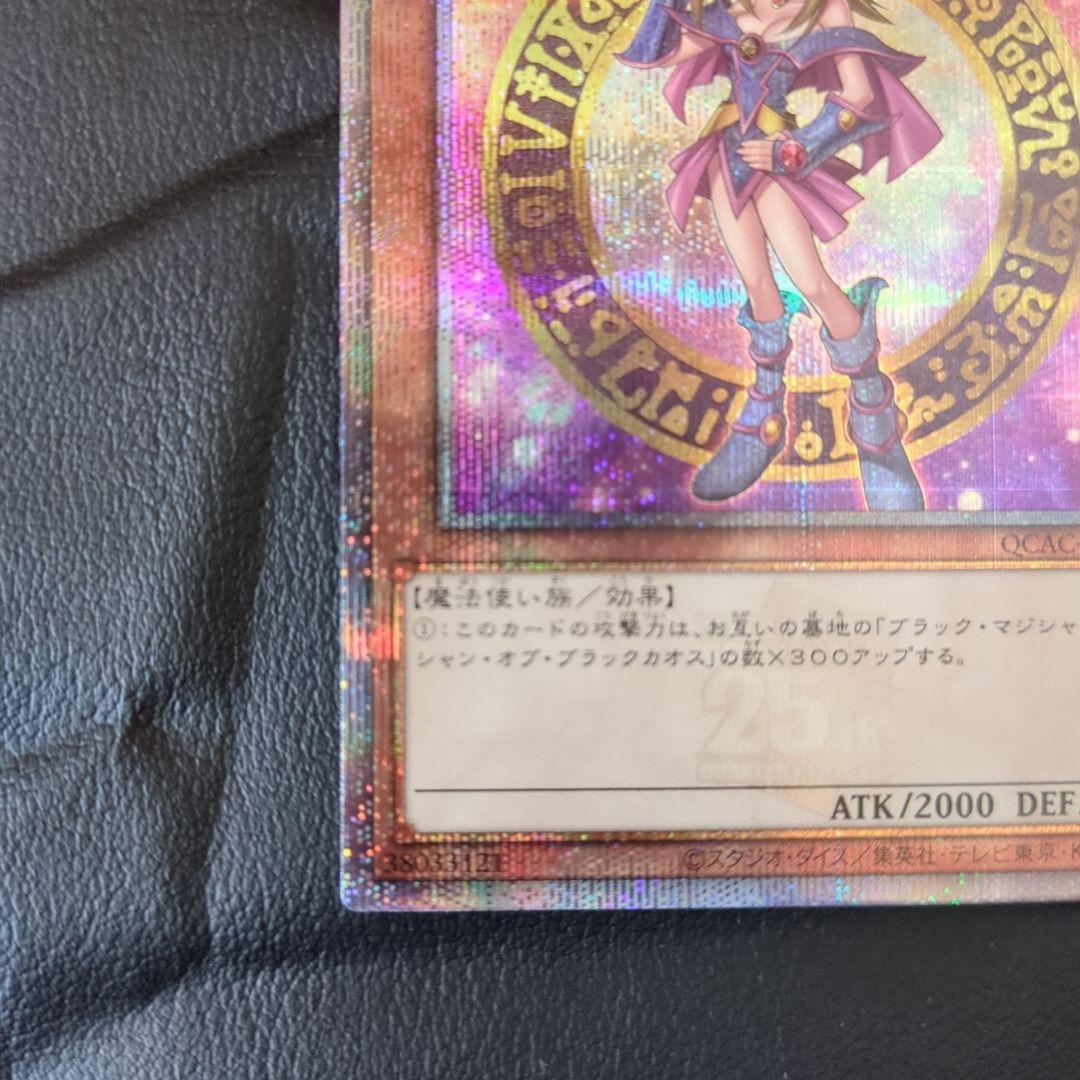 QCAC-
【魔法使い族／効果】
①：このカードの攻撃力は、お互いの墓地の「ブラック・マジシャ
シャン・オブ・ブラックカオス」の数×300アップする。
25th
ATK/2000 DEF
38033121
©スタジオ・ダイス／集英社・テレビ東京・K